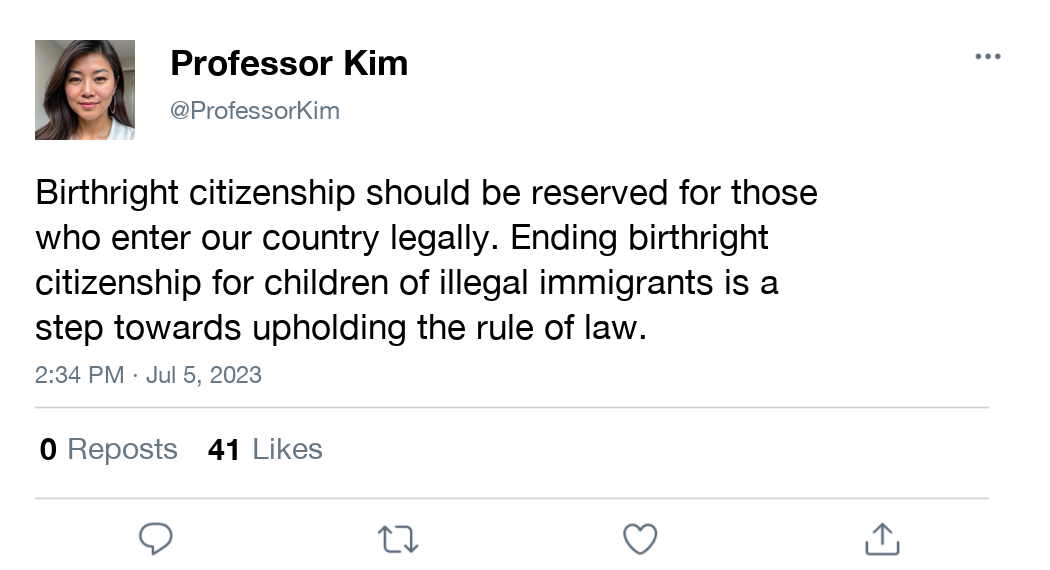 Professor Kim
@ProfessorKim
Birthright citizenship should be reserved for those
who enter our country legally. Ending birthright
citizenship for children of illegal immigrants is a
step towards upholding the rule of law.
2:34 PM · Jul 5, 2023
0 Reposts 41 Likes